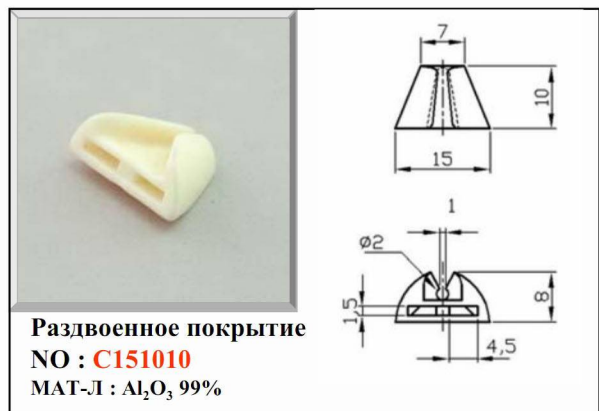 7
10
15
1
ø2
8
1,5
4,5
Раздвоенное покрытие
NO : C151010
МАТ-Л : Al₂O₃ 99%